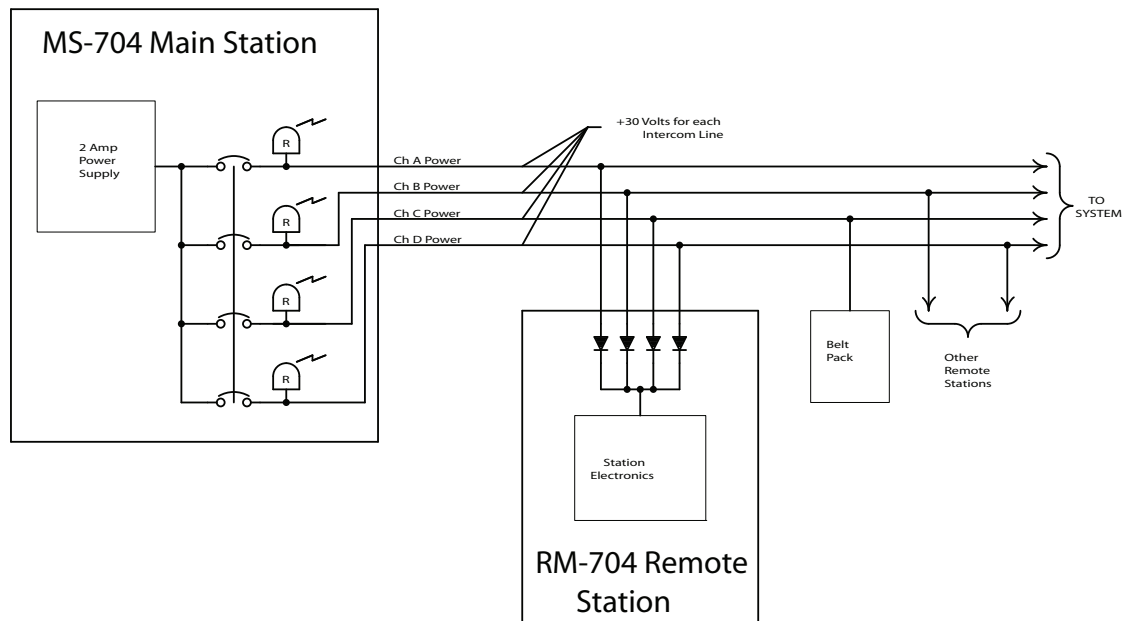 MS-704 Main Station
2 Amp
Power
Supply
R
R
R
R
Ch A Power
Ch B Power
Ch C Power
Ch D Power
+30 Volts for each
Intercom Line
TO
SYSTEM
Belt
Pack
Other
Remote
Stations
Station
Electronics
RM-704 Remote
Station